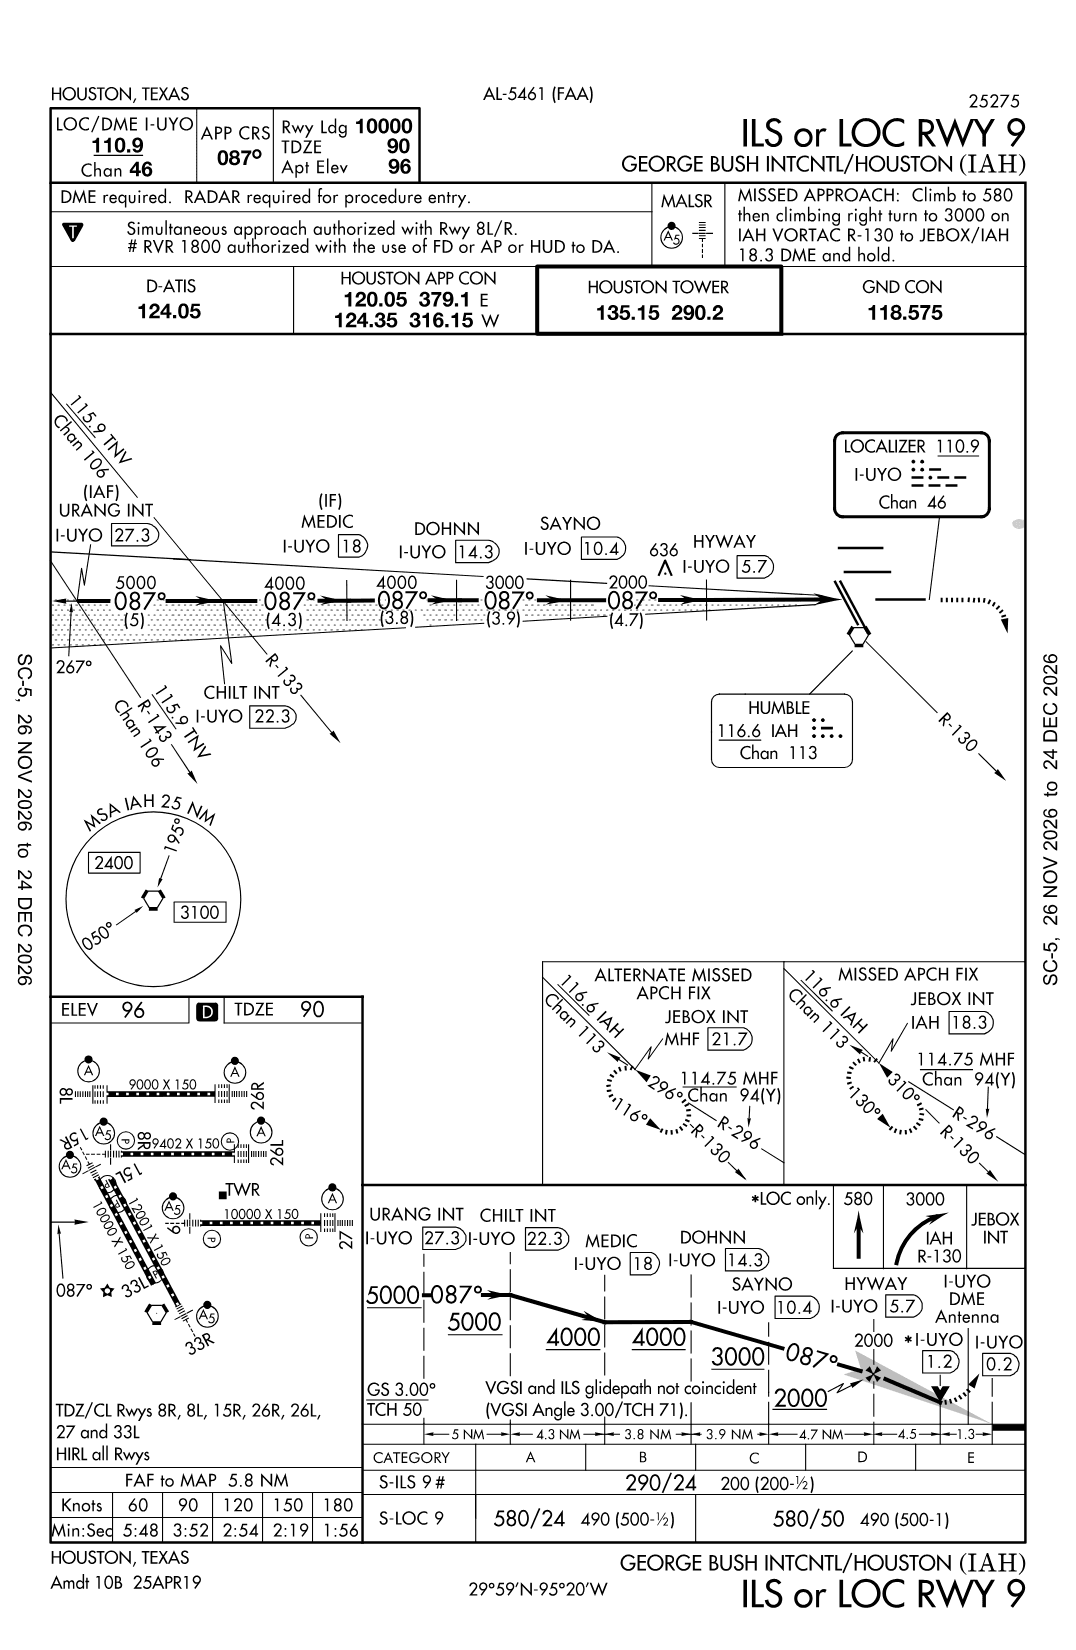 HOUSTON, TEXAS
AL-5461 (FAA)
25275
LOC/DME I-UYO
110.9
Chan 46
APP CRS
087°
Rwy Ldg 10000
TDZE 90
Apt Elev 96
ILS or LOC RWY 9
GEORGE BUSH INTCNTL/HOUSTON (IAH)
DME required. RADAR required for procedure entry.
T
Simultaneous approach authorized with Rwy 8L/R.
# RVR 1800 authorized with the use of FD or AP or HUD to DA.
MALSR
A5
MISSED APPROACH: Climb to 580
then climbing right turn to 3000 on
IAH VORTAC R-130 to JEBOX/IAH
18.3 DME and hold.
D-ATIS
124.05
HOUSTON APP CON
120.05 379.1 E
124.35 316.15 W
HOUSTON TOWER
135.15 290.2
GND CON
118.575
115.9 TNV
Chan 106
(IAF)
URANG INT
I-UYO 27.3
(IF)
MEDIC
I-UYO 18
DOHNN
I-UYO 14.3
SAYNO
I-UYO 10.4
636
HYWAY
I-UYO 5.7
LOCALIZER 110.9
I-UYO
Chan 46
5000
087°
(5)
4000
087°
(4.3)
4000
087°
(3.8)
3000
087°
(3.9)
2000
087°
(4.7)
267°
R-133
CHILT INT
I-UYO 22.3
115.9 TNV
R-143
Chan 106
HUMBLE
116.6 IAH
Chan 113
R-130
MSA IAH 25 NM
195°
2400
3100
050°
SC-5, 26 NOV 2026 to 24 DEC 2026
SC-5, 26 NOV 2026 to 24 DEC 2026
ALTERNATE MISSED
APCH FIX
116.6 IAH
Chan 113
JEBOX INT
MHF 21.7
114.75 MHF
Chan 94(Y)
296°
116°
R-296
R-130
MISSED APCH FIX
116.6 IAH
Chan 113
JEBOX INT
IAH 18.3
114.75 MHF
Chan 94(Y)
310°
130°
R-296
R-130
ELEV 96
D
TDZE 90
A
A
8L
9000 X 150
26R
15R
A5
8R
P
9402 X 150
P
A
26L
A5
15L
TWR
A
A5
9
10000 X 150
27
P
P
12001 X 150
10000 X 150
087°
33L
A5
33R
TDZ/CL Rwys 8R, 8L, 15R, 26R, 26L,
27 and 33L
HIRL all Rwys
FAF to MAP 5.8 NM
Knots 60 90 120 150 180
Min:Sec 5:48 3:52 2:54 2:19 1:56
*LOC only.
580
3000
IAH
R-130
JEBOX
INT
URANG INT
I-UYO 27.3
CHILT INT
I-UYO 22.3
MEDIC
I-UYO 18
DOHNN
I-UYO 14.3
SAYNO
I-UYO 10.4
HYWAY
I-UYO 5.7
I-UYO
DME
Antenna
*I-UYO
1.2
I-UYO
0.2
5000
087°
5000
4000
4000
3000
087°
2000
2000
GS 3.00°
TCH 50
VGSI and ILS glidepath not coincident
(VGSI Angle 3.00/TCH 71).
5 NM 4.3 NM 3.8 NM 3.9 NM 4.7 NM 4.5 1.3
CATEGORY A B C D E
S-ILS 9 # 290/24 200 (200-½)
S-LOC 9 580/24 490 (500-½) 580/50 490 (500-1)
HOUSTON, TEXAS
Amdt 10B 25APR19
29°59'N-95°20'W
GEORGE BUSH INTCNTL/HOUSTON (IAH)
ILS or LOC RWY 9